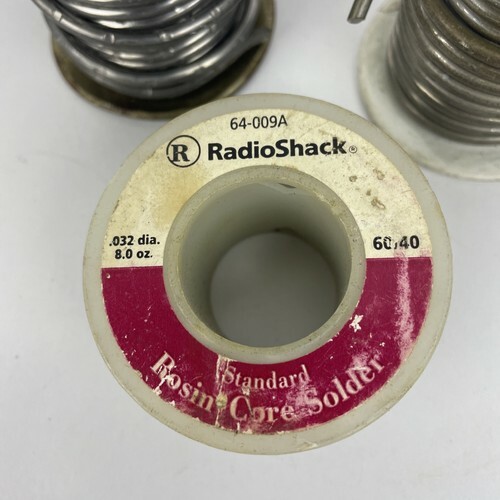 64-009A
R RadioShack®
.032 dia.
8.0 oz.
60/40
Standard
Rosin Core Solder